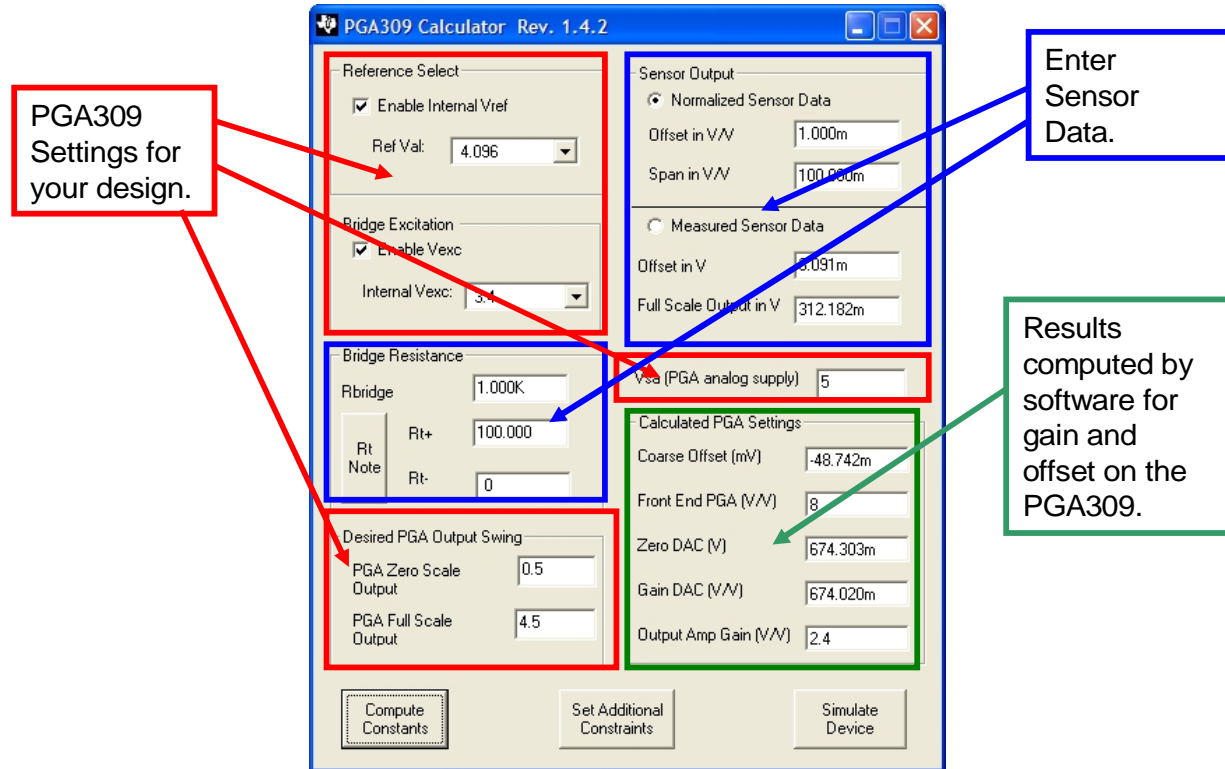 PGA309 Calculator Rev. 1.4.2
PGA309
Settings for
your design.
Reference Select
Enable Internal Vref
Ref Val:
4.096
Bridge Excitation
Enable Vexc
Internal Vexc:
3.4
Bridge Resistance
Rbridge
1.000K
Rt
Note
Rt+
100.000
Rt-
0
Desired PGA Output Swing
PGA Zero Scale
Output
0.5
PGA Full Scale
Output
4.5
Sensor Output
Normalized Sensor Data
Offset in V/V
1.000m
Span in V/V
Measured Sensor Data
Offset in V
Full Scale Output in V
312.182m
Vsa (PGA analog supply)
5
Calculated PGA Settings
Coarse Offset (mV)
-48.742m
Front End PGA (V/V)
8
Zero DAC (V)
674.303m
Gain DAC (V/V)
674.020m
Output Amp Gain (V/V)
2.4
Compute
Constants
Set Additional
Constraints
Simulate
Device
Enter
Sensor
Data.
Results
computed by
software for
gain and
offset on the
PGA309.